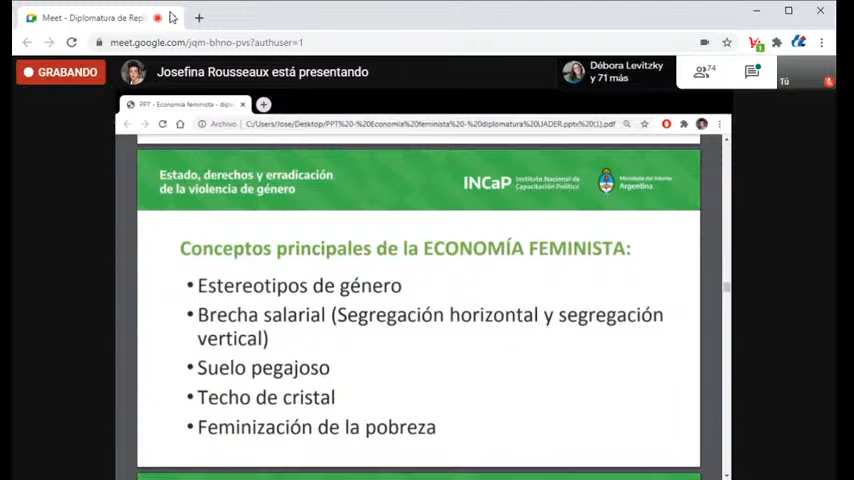 Meet - Diplomatura de Repl
meet.google.com/jqm-bhno-pvs?authuser=1
1
GRABANDO
Josefina Rousseaux está presentando
Débora Levitzky
y 71 más
74
Tú
PPT - Economía feminista - dipl
Archivo
C:/Users/Jose/Desktop/PPT%20-%20Economia%20feminista%20-%20diplomatura%20UADER.pptx%20(1).pdf
Estado, derechos y erradicación
de la violencia de género
INCaP
Instituto Nacional de
Capacitación Política
Ministerio del Interior
Argentina
Conceptos principales de la ECONOMÍA FEMINISTA:
• Estereotipos de género
• Brecha salarial (Segregación horizontal y segregación
vertical)
• Suelo pegajoso
• Techo de cristal
• Feminización de la pobreza